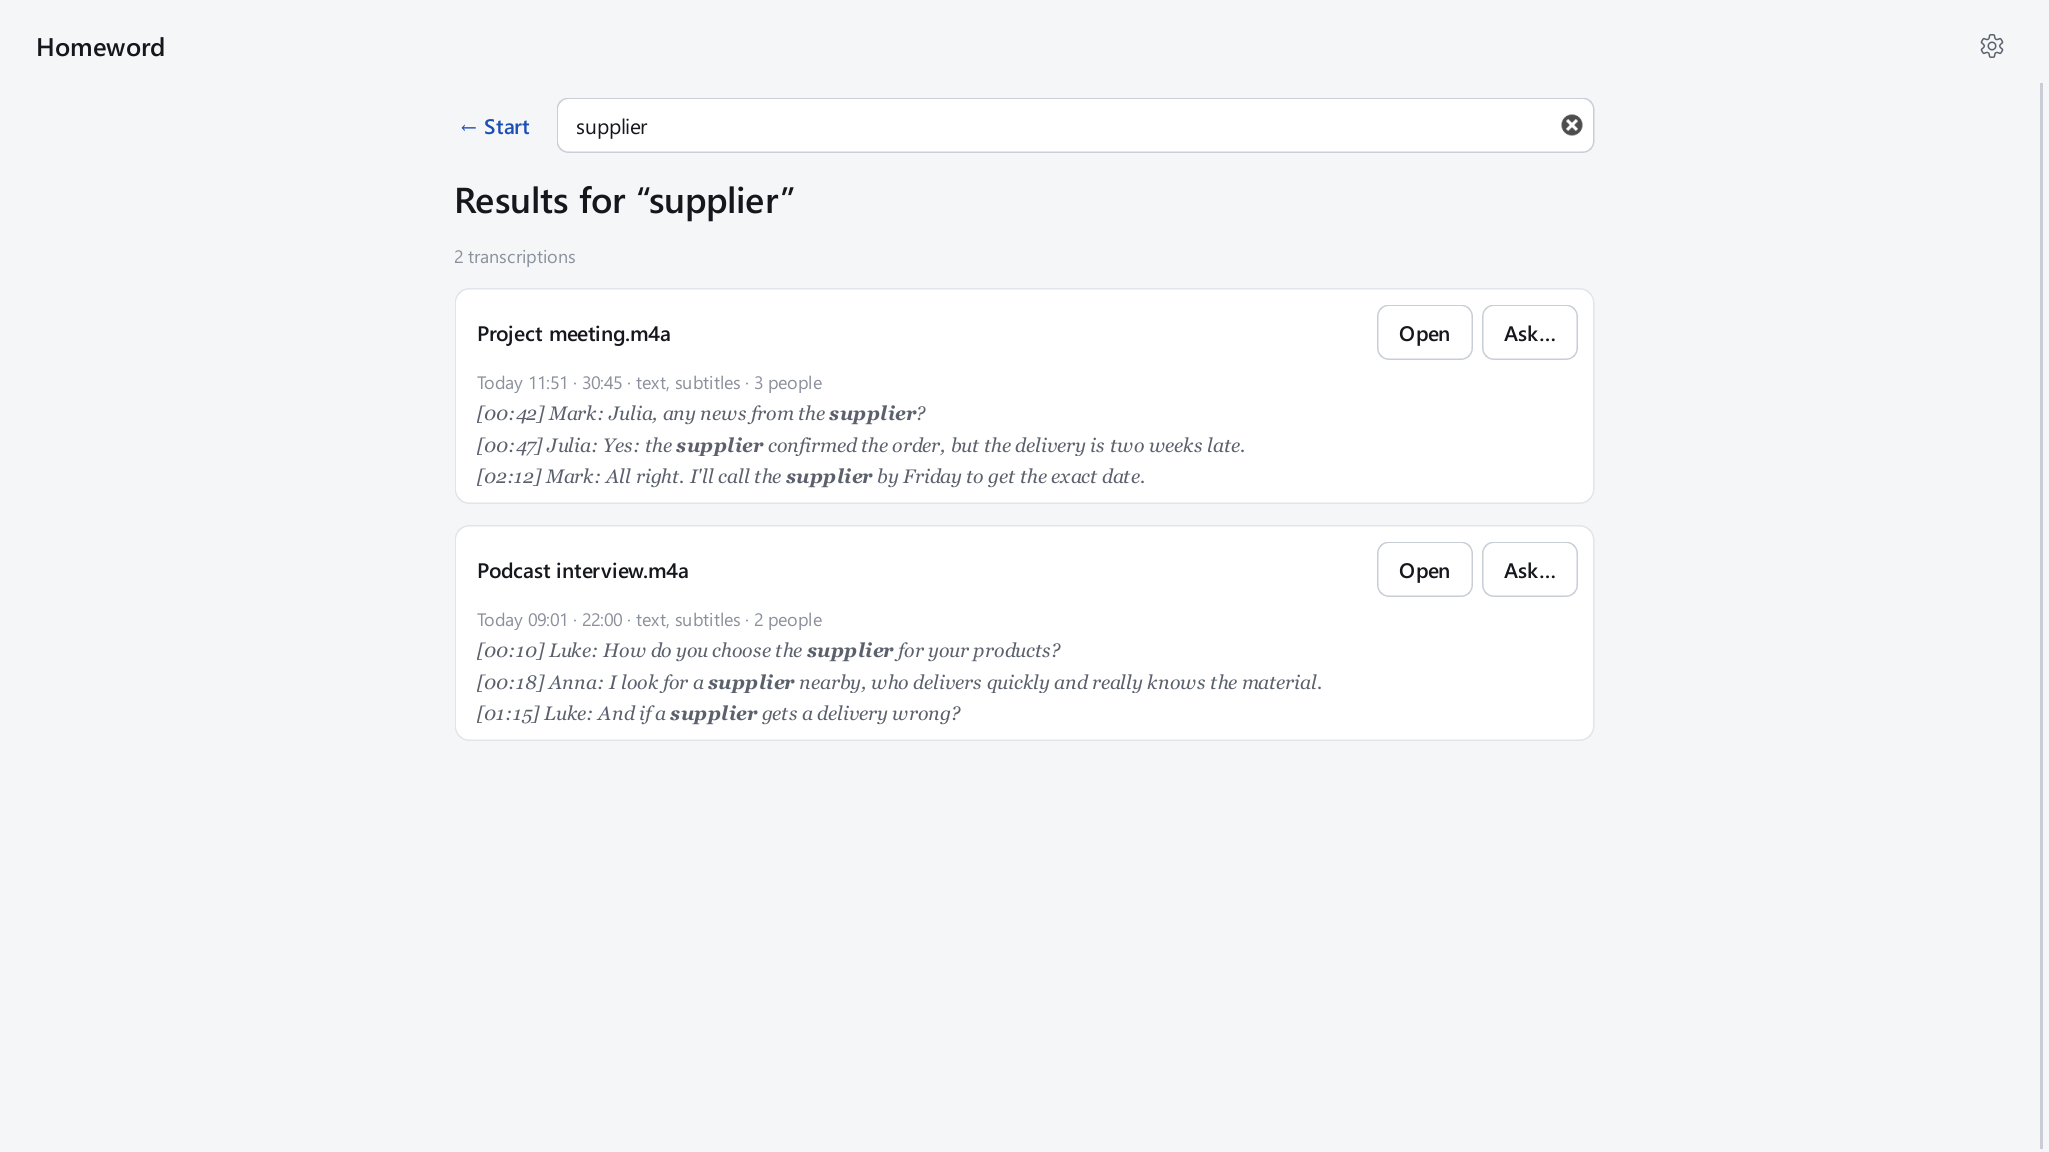 Homeword
← Start
supplier
Results for “supplier”
2 transcriptions
Project meeting.m4a
Open
Ask...
Today 11:51 · 30:45 · text, subtitles · 3 people
[00:42] Mark: Julia, any news from the supplier?
[00:47] Julia: Yes: the supplier confirmed the order, but the delivery is two weeks late.
[02:12] Mark: All right. I'll call the supplier by Friday to get the exact date.
Podcast interview.m4a
Open
Ask...
Today 09:01 · 22:00 · text, subtitles · 2 people
[00:10] Luke: How do you choose the supplier for your products?
[00:18] Anna: I look for a supplier nearby, who delivers quickly and really knows the material.
[01:15] Luke: And if a supplier gets a delivery wrong?